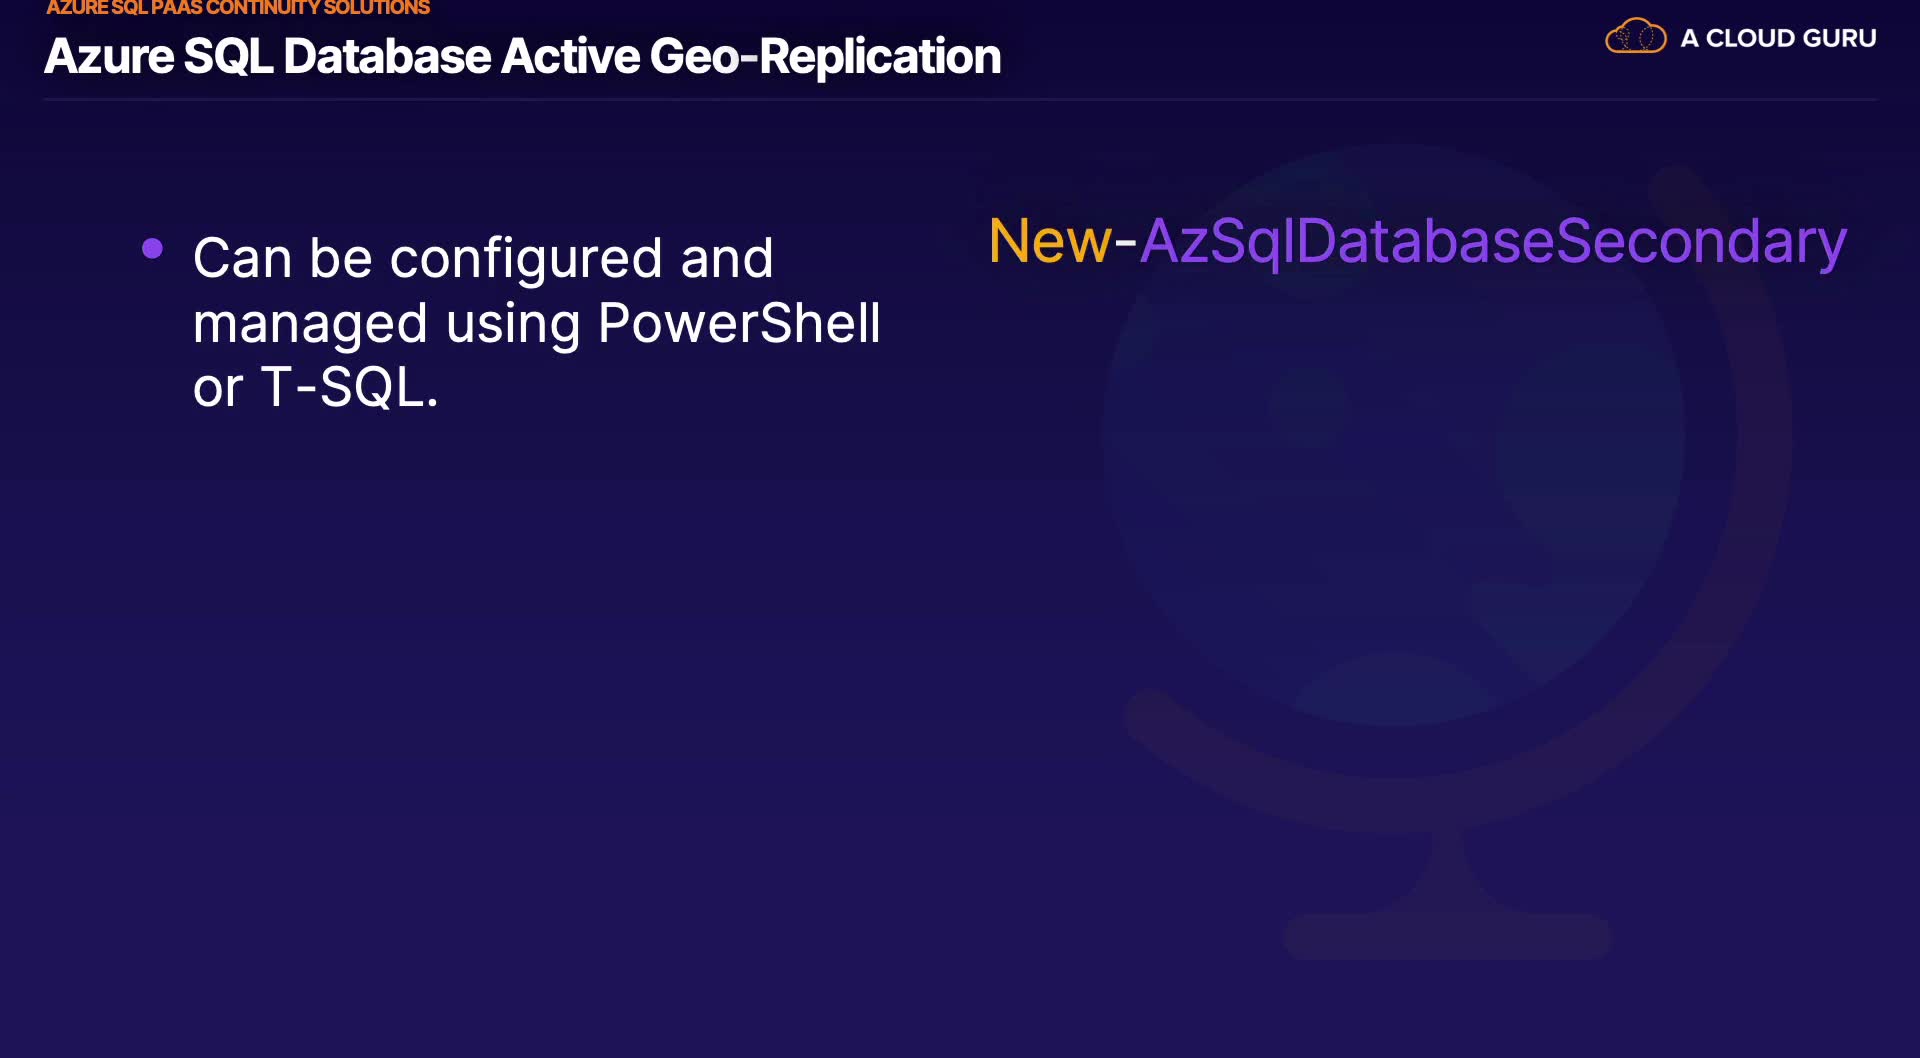 AZURE SQL PAAS CONTINUITY SOLUTIONS
Azure SQL Database Active Geo-Replication
A CLOUD GURU
Can be configured and
managed using PowerShell
or T-SQL.
New-AzSqlDatabaseSecondary